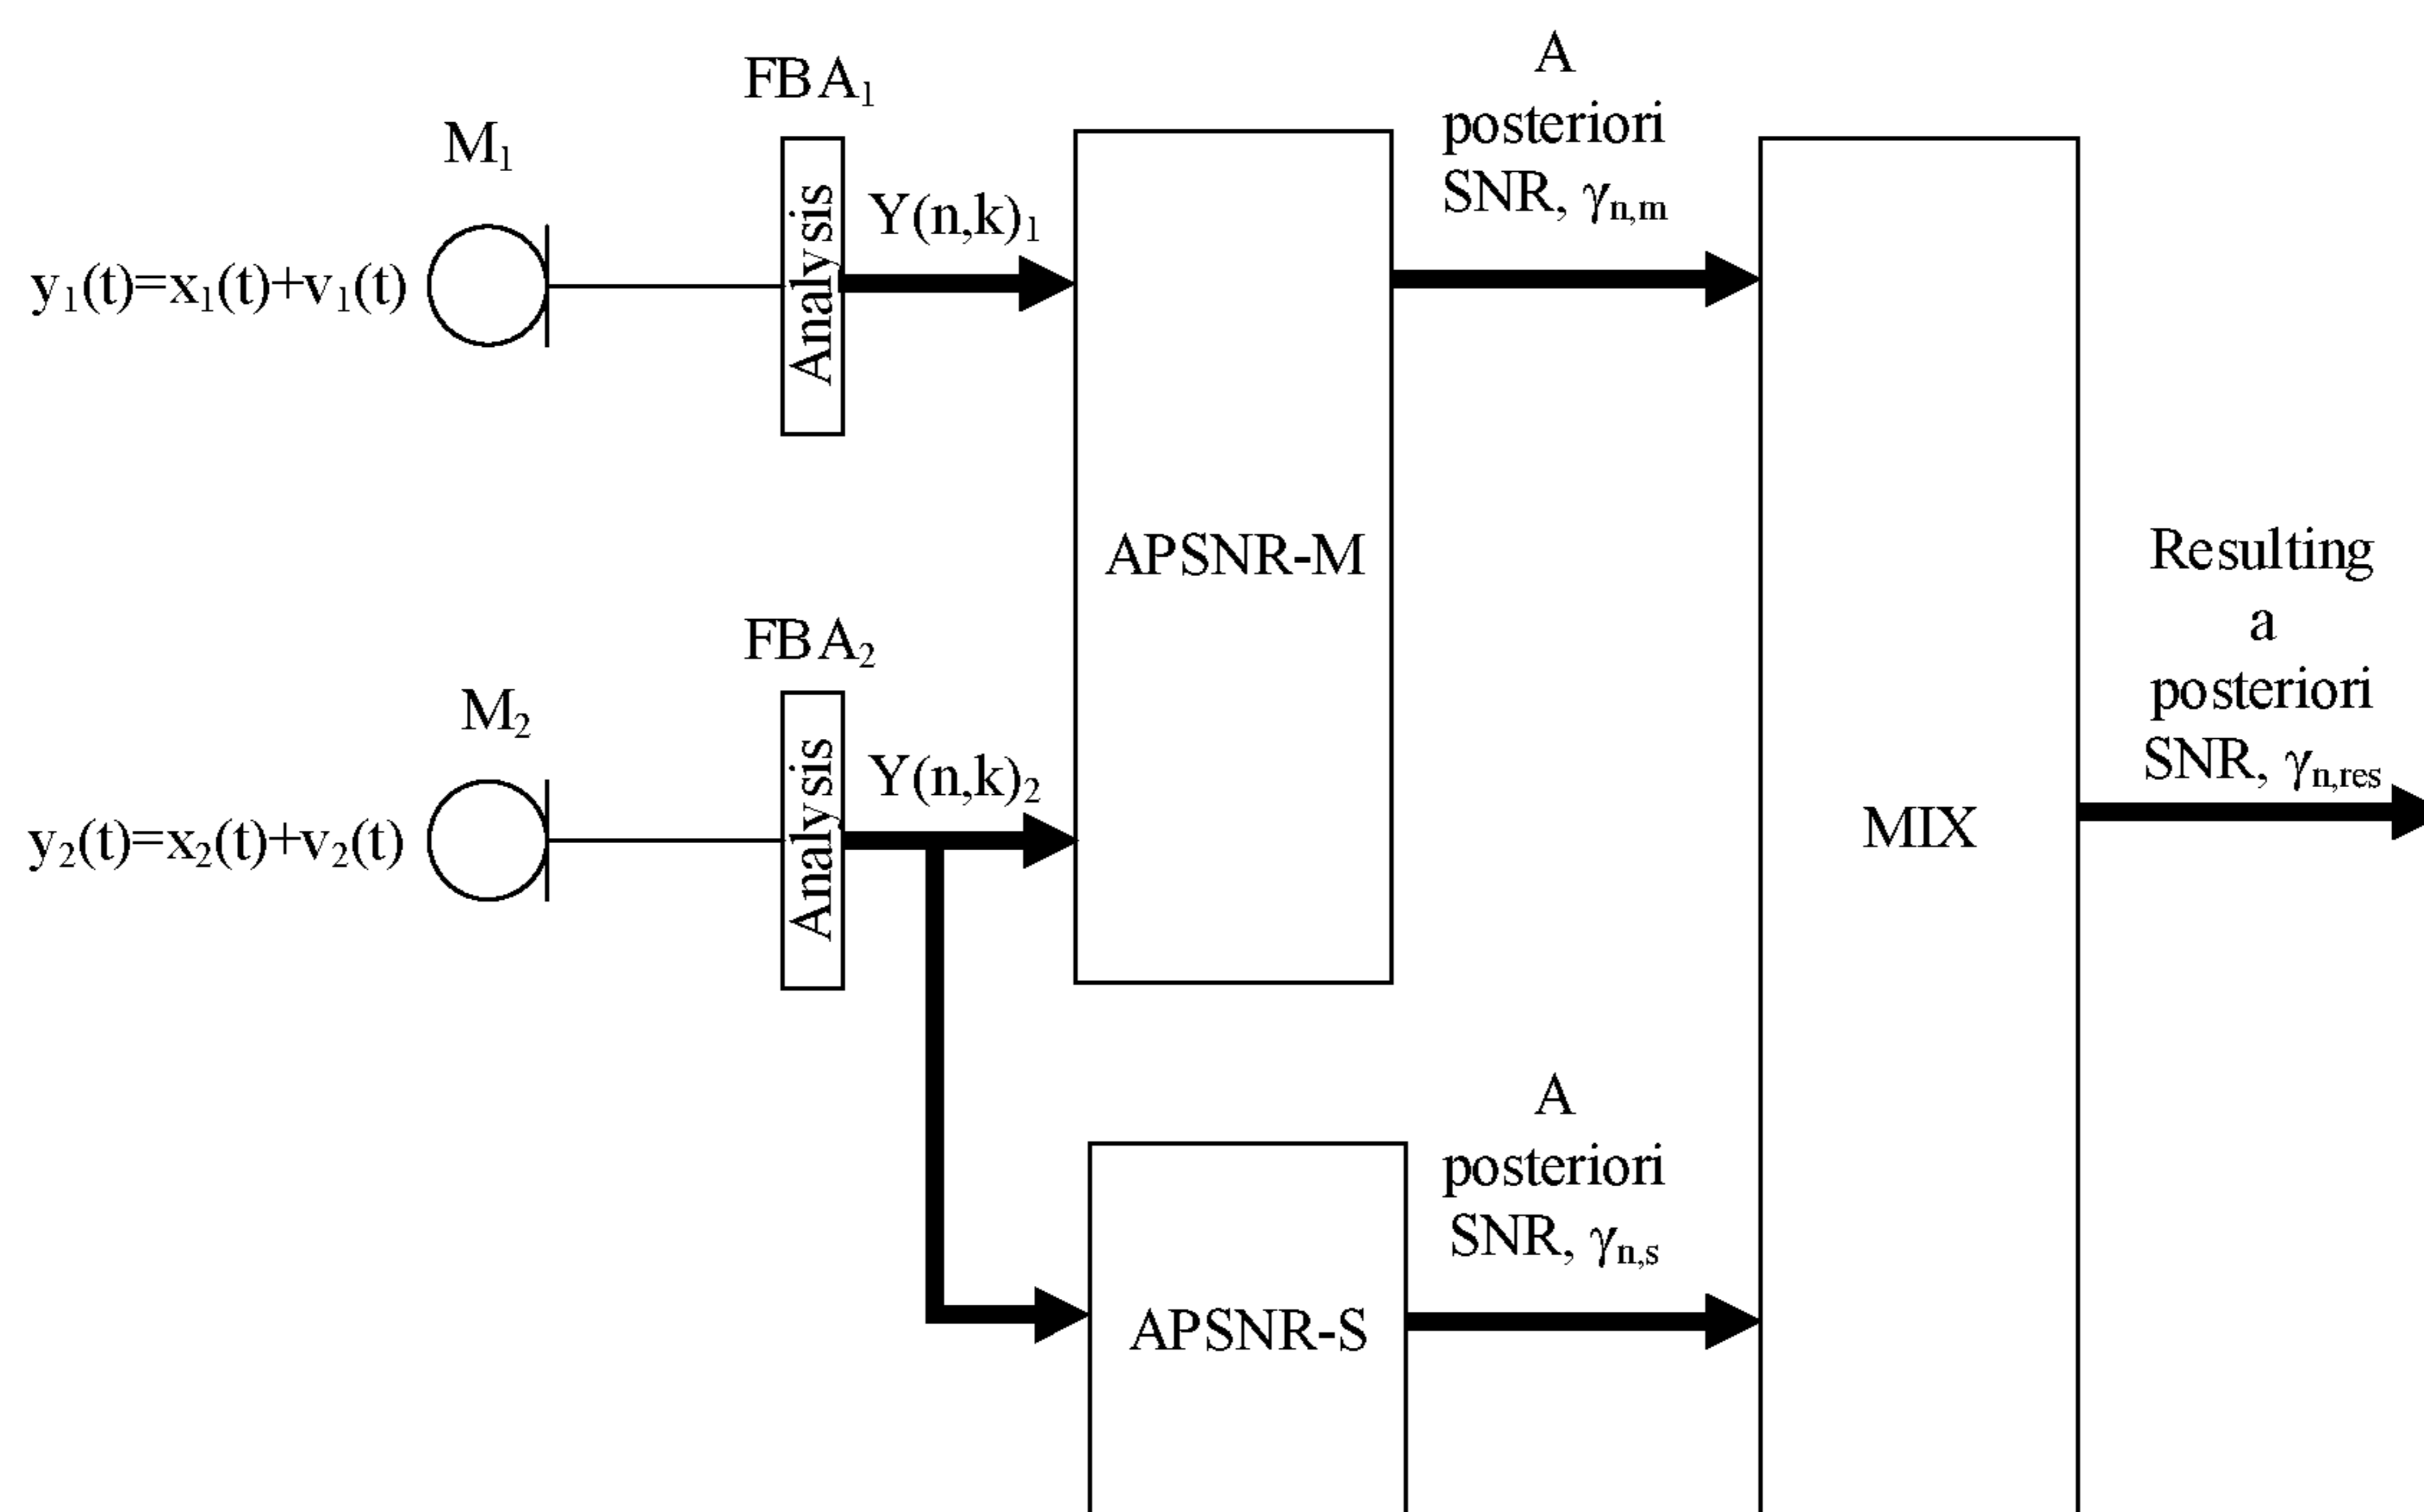 A
posteriori
SNR, γn,m
FBA1
M1
Analysis
Y(n,k)1
y1(t)=x1(t)+v1(t)
APSNR-M
Resulting
a
posteriori
SNR, γn,res
FBA2
M2
Analysis
Y(n,k)2
y2(t)=x2(t)+v2(t)
MIX
A
posteriori
SNR, γn,s
APSNR-S